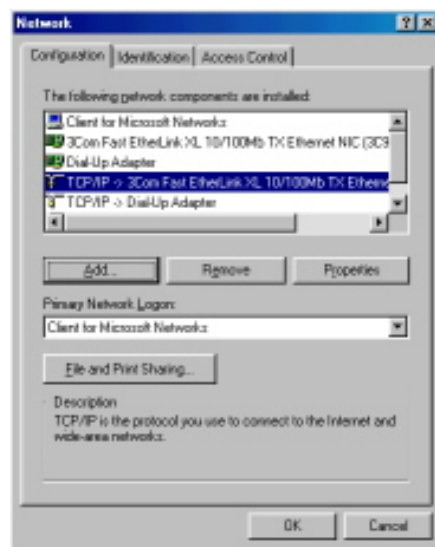 Network
Configuration Identification Access Control
The following network components are installed:
Client for Microsoft Networks
3Com Fast EtherLink XL 10/100Mb TX Ethernet NIC (3C9
Dial-Up Adapter
TCP/IP -> 3Com Fast EtherLink XL 10/100Mb TX Etherne
TCP/IP -> Dial-Up Adapter
Add... Remove Properties
Primary Network Logon:
Client for Microsoft Networks
File and Print Sharing...
Description
TCP/IP is the protocol you use to connect to the Internet and
wide-area networks.
OK Cancel